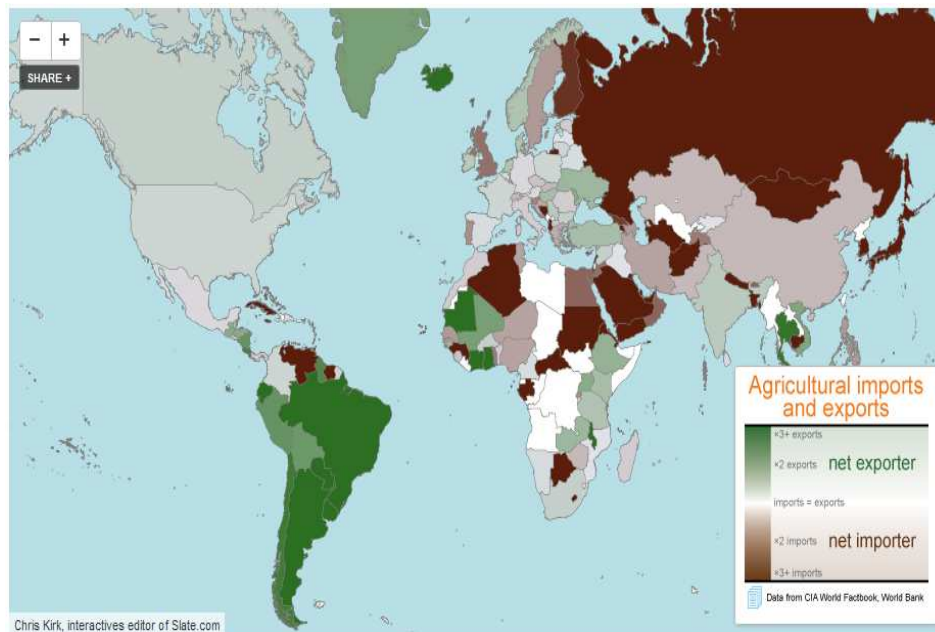 − +
SHARE +
Agricultural imports
and exports
×3+ exports
×2 exports
net exporter
imports = exports
×2 imports
net importer
×3+ imports
Data from CIA World Factbook, World Bank
Chris Kirk, interactives editor of Slate.com